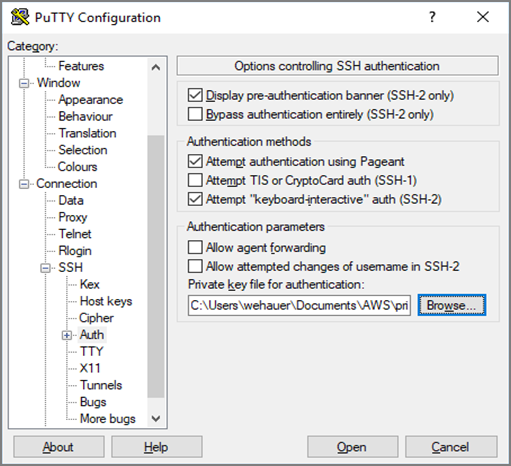 PuTTY Configuration
?
Category:
Features
Window
Appearance
Behaviour
Translation
Selection
Colours
Connection
Data
Proxy
Telnet
Rlogin
SSH
Kex
Host keys
Cipher
Auth
TTY
X11
Tunnels
Bugs
More bugs
Options controlling SSH authentication
Display pre-authentication banner (SSH-2 only)
Bypass authentication entirely (SSH-2 only)
Authentication methods
Attempt authentication using Pageant
Attempt TIS or CryptoCard auth (SSH-1)
Attempt "keyboard-interactive" auth (SSH-2)
Authentication parameters
Allow agent forwarding
Allow attempted changes of username in SSH-2
Private key file for authentication:
C:\Users\wehauer\Documents\AWS\pri
Browse...
About
Help
Open
Cancel